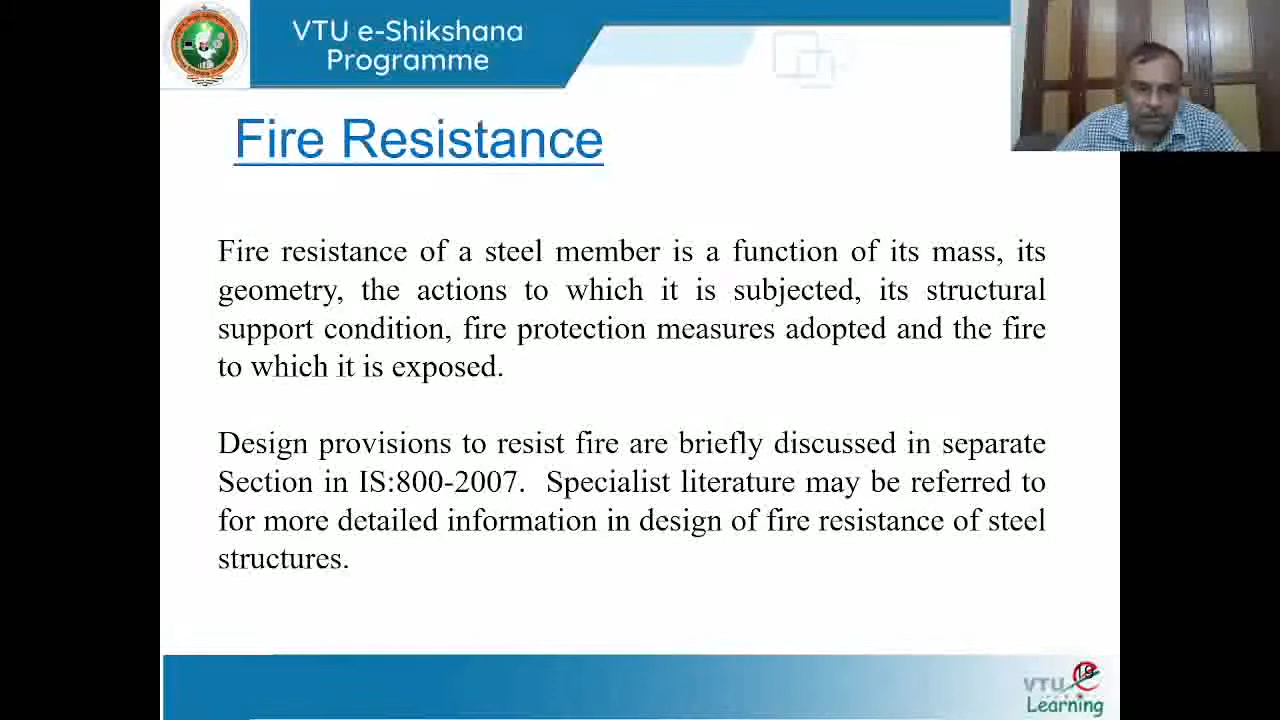 VTU e-Shikshana
Programme
Fire Resistance
Fire resistance of a steel member is a function of its mass, its
geometry, the actions to which it is subjected, its structural
support condition, fire protection measures adopted and the fire
to which it is exposed.
Design provisions to resist fire are briefly discussed in separate
Section in IS:800-2007. Specialist literature may be referred to
for more detailed information in design of fire resistance of steel
structures.
19
VTU e
Learning